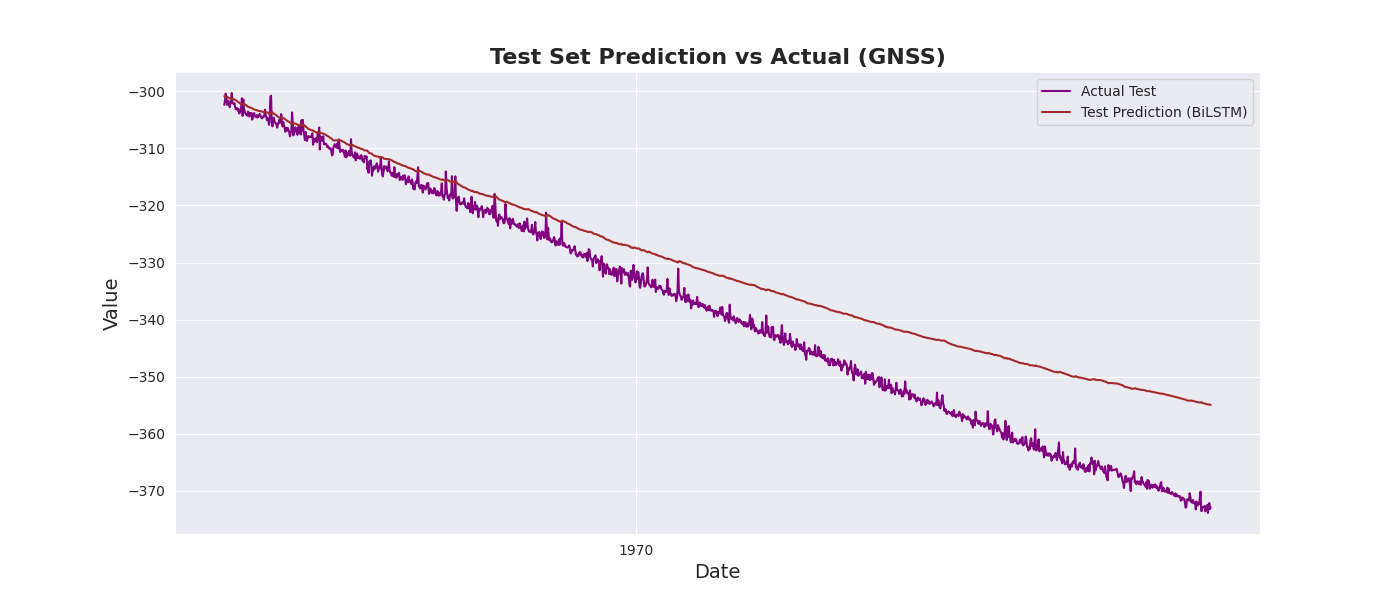 Test Set Prediction vs Actual (GNSS)
Actual Test
Test Prediction (BiLSTM)
Value
−300
−310
−320
−330
−340
−350
−360
−370
1970
Date